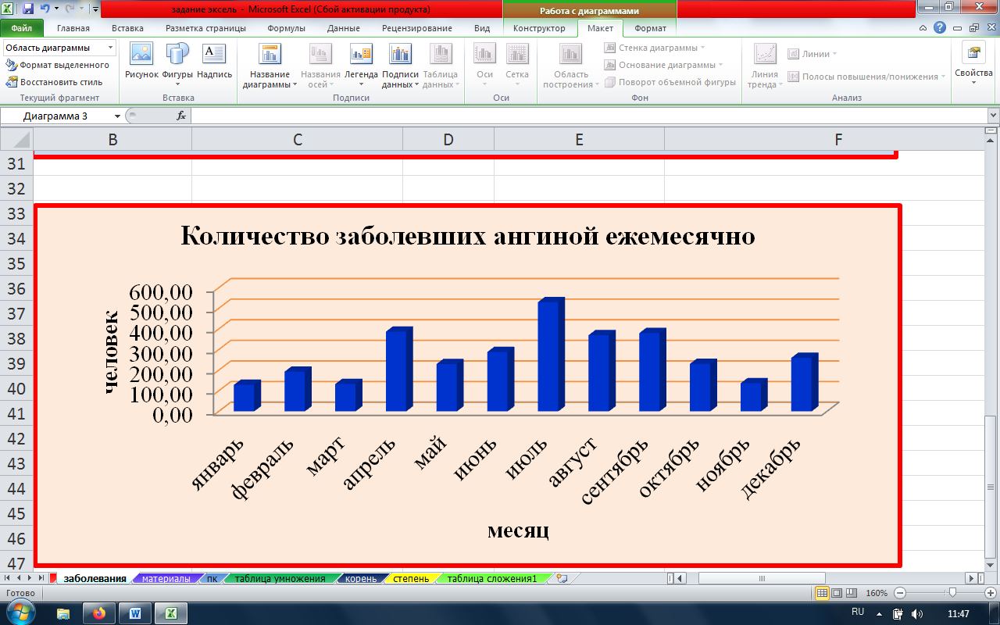 задание эксель - Microsoft Excel (Сбой активации продукта)
Работа с диаграммами
Файл Главная Вставка Разметка страницы Формулы Данные Рецензирование Вид Конструктор Макет Формат
Область диаграммы
Формат выделенного
Восстановить стиль
Текущий фрагмент
Рисунок Фигуры Надпись
Вставка
Название диаграммы
Названия осей
Легенда
Подписи данных
Таблица данных
Подписи
Оси Сетка
Оси
Область построения
Стенка диаграммы
Основание диаграммы
Поворот объемной фигуры
Фон
Линия тренда
Линии
Полосы повышения/понижения
Анализ
Свойства
Диаграмма 3
fx
B C D E F
31
32
33
34
35
36
37
38
39
40
41
42
43
44
45
46
47
Количество заболевших ангиной ежемесячно
человек
600,00
500,00
400,00
300,00
200,00
100,00
0,00
январь февраль март апрель май июнь июль август сентябрь октябрь ноябрь декабрь
месяц
заболевания материалы пк таблица умножения корень степень таблица сложения1
Готово
160%
RU
11:47